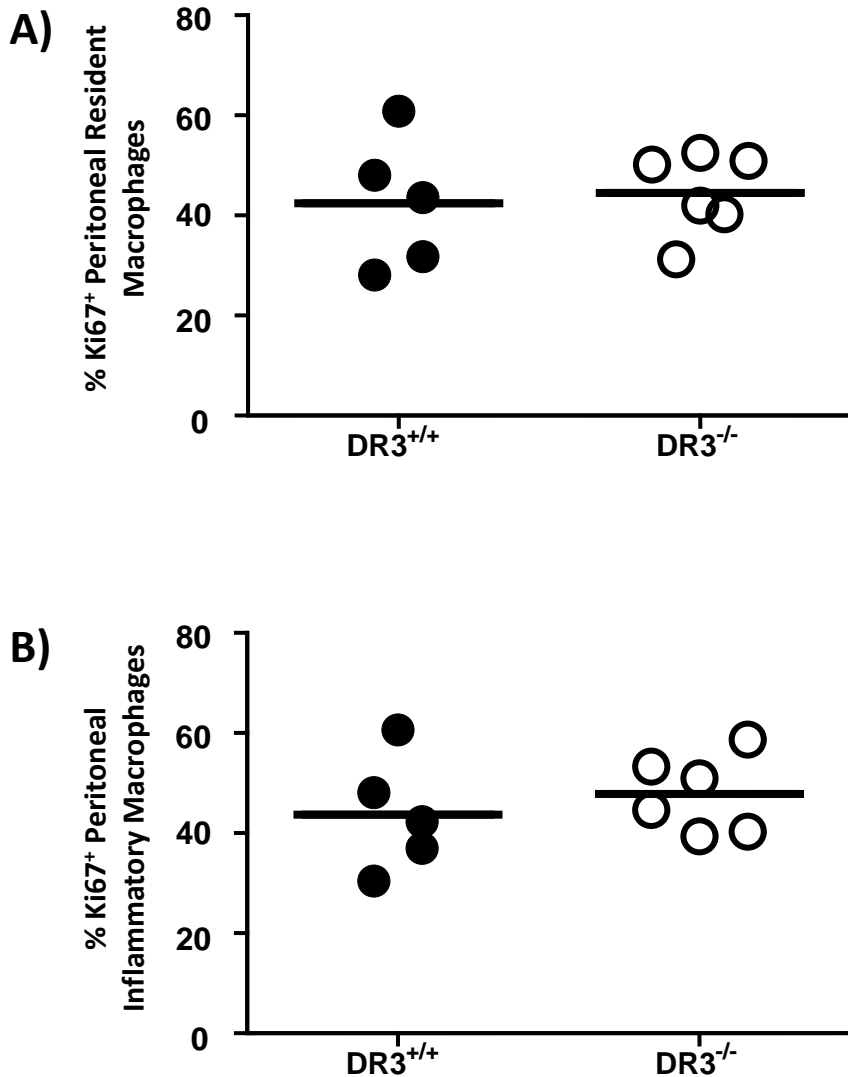 A)
% Ki67⁺ Peritoneal Resident
Macrophages
80
60
40
20
0
DR3⁺/⁺
DR3⁻/⁻
B)
% Ki67⁺ Peritoneal
Inflammatory Macrophages
80
60
40
20
0
DR3⁺/⁺
DR3⁻/⁻